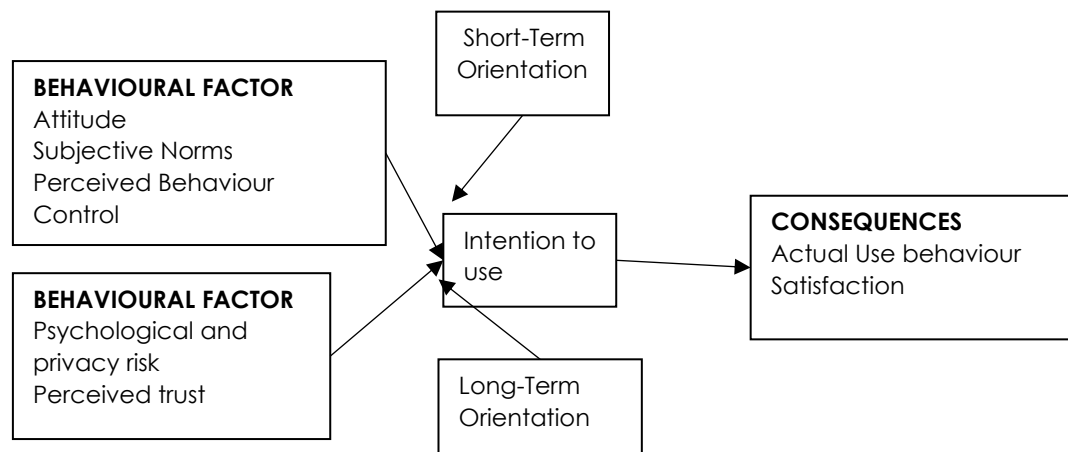 Short-Term
Orientation
BEHAVIOURAL FACTOR
Attitude
Subjective Norms
Perceived Behaviour
Control
Intention to
use
CONSEQUENCES
Actual Use behaviour
Satisfaction
BEHAVIOURAL FACTOR
Psychological and
privacy risk
Perceived trust
Long-Term
Orientation